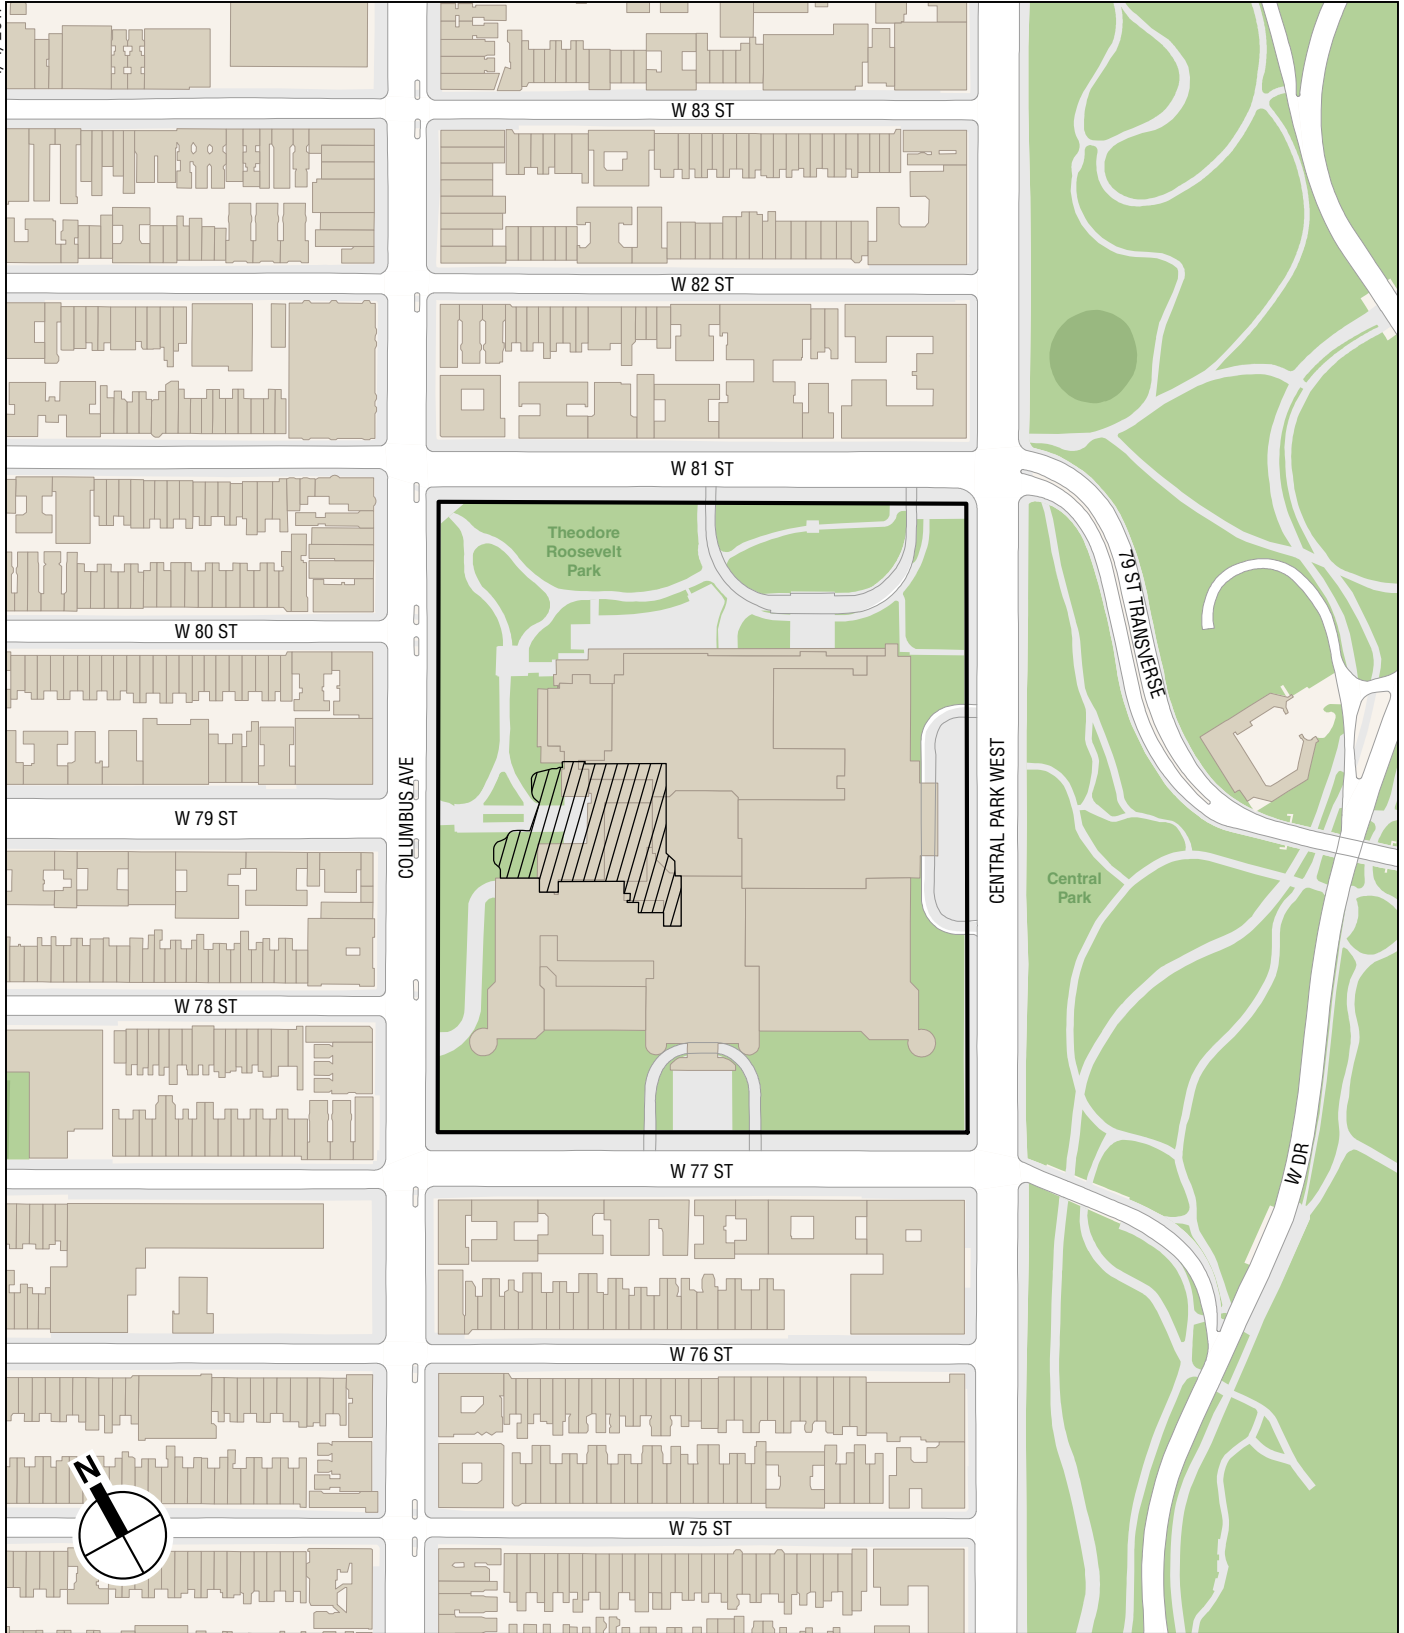 W 83 ST
W 82 ST
W 81 ST
Theodore
Roosevelt
Park
79 ST TRANSVERSE
W 80 ST
COLUMBUS AVE
CENTRAL PARK WEST
W 79 ST
Central
Park
W 78 ST
W DR
W 77 ST
W 76 ST
N
W 75 ST